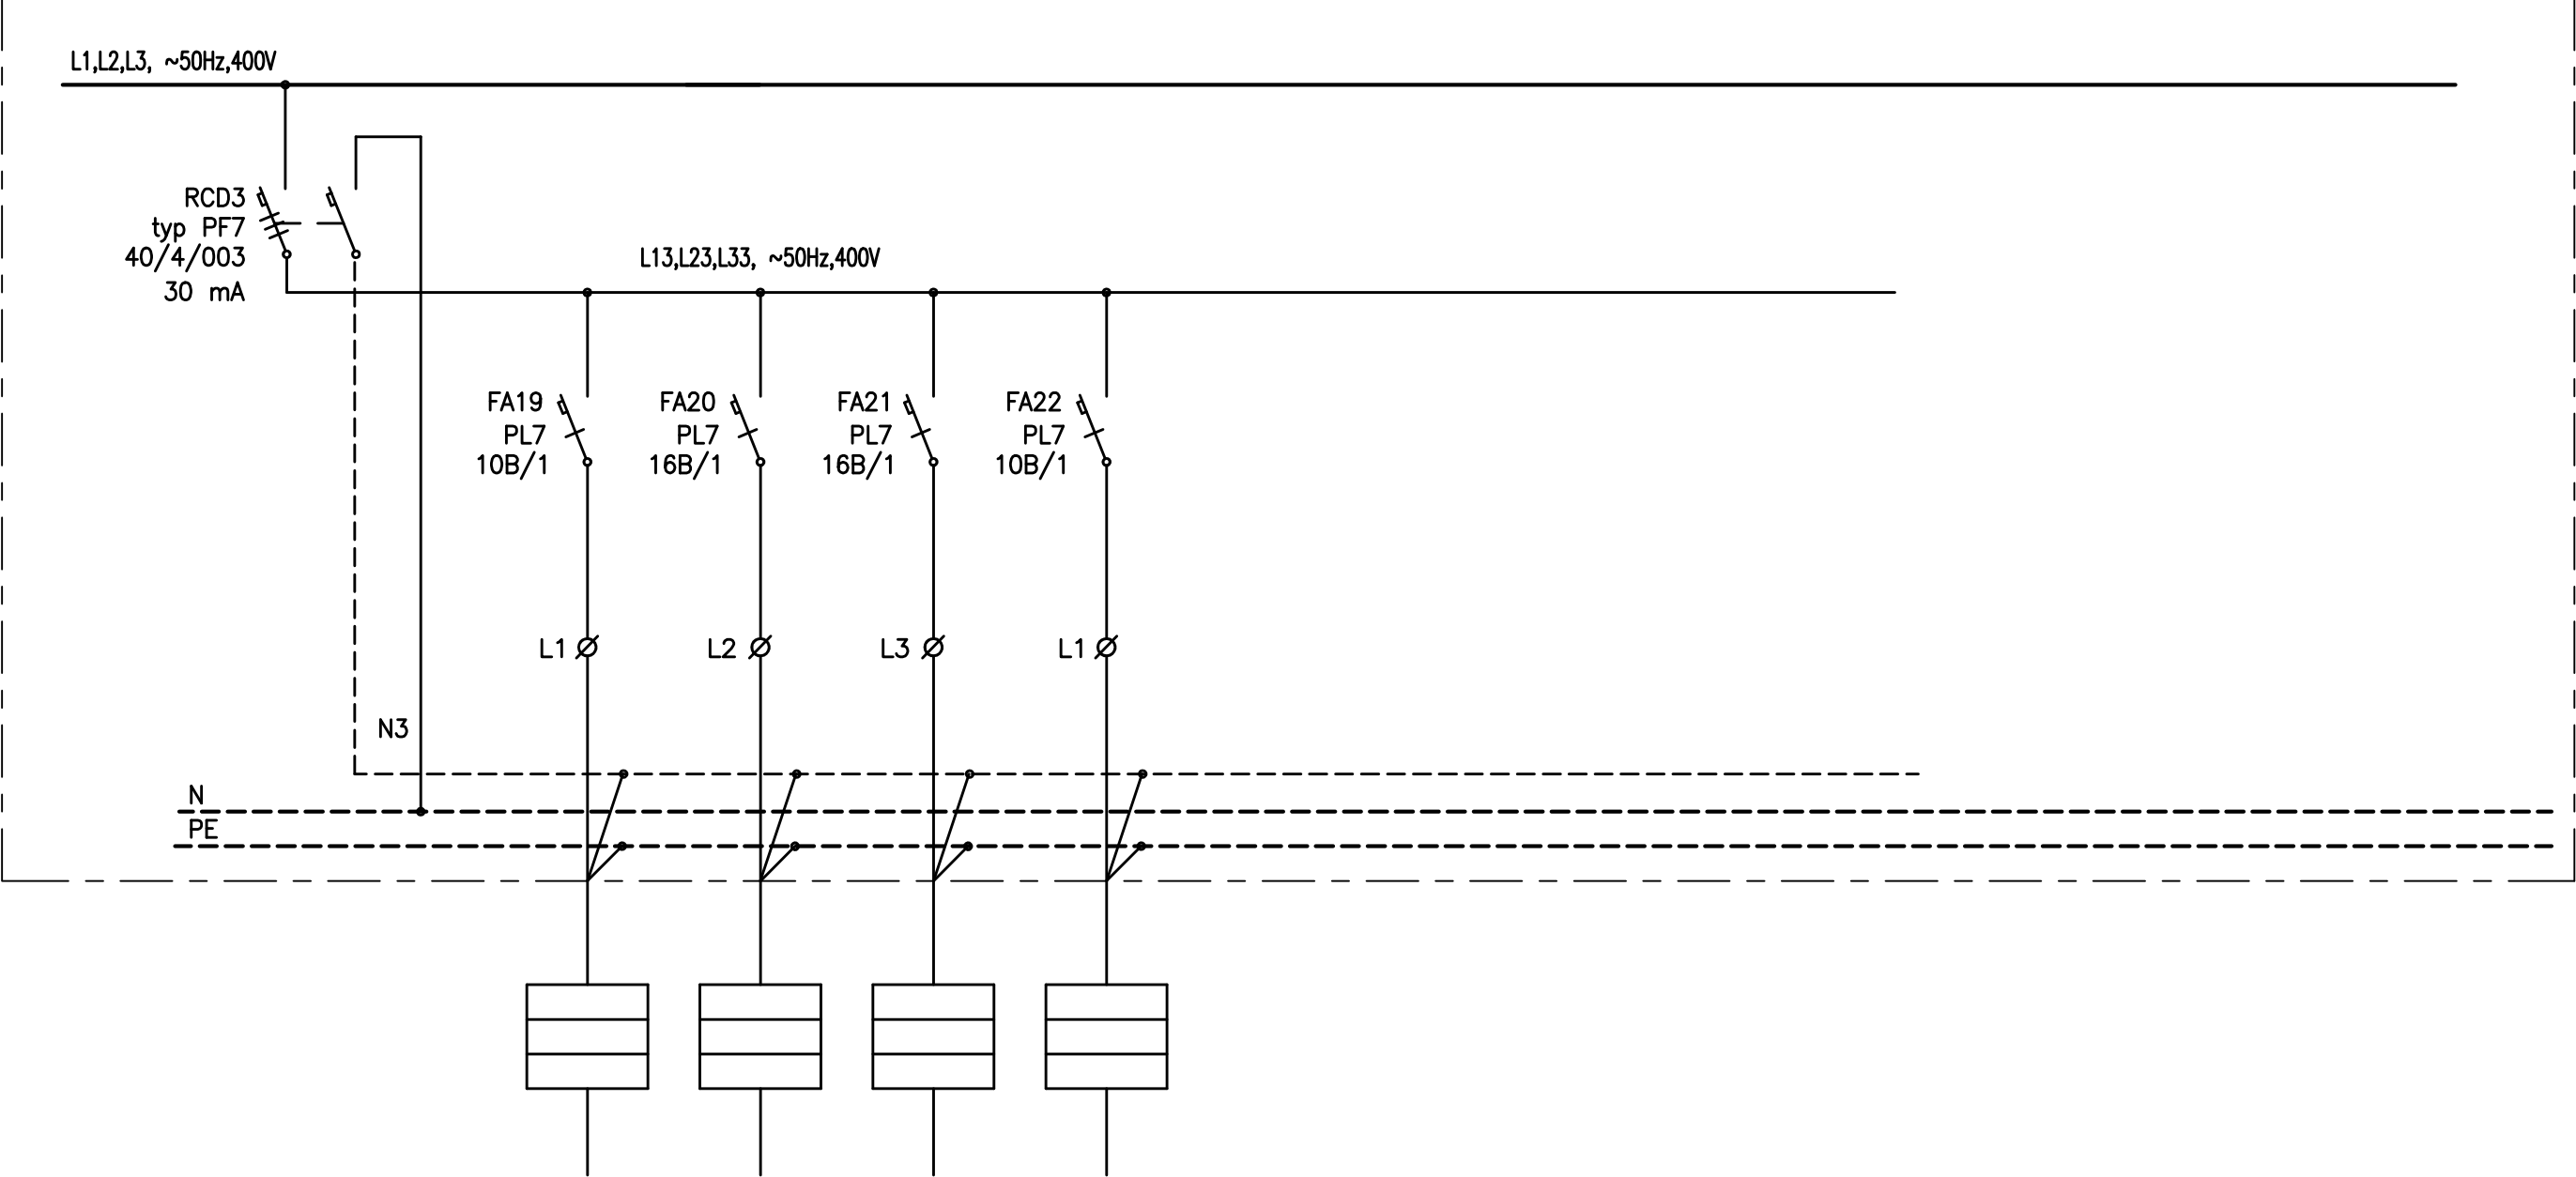 L1,L2,L3, ~50Hz,400V
RCD3
typ PF7
40/4/003
30 mA
L13,L23,L33, ~50Hz,400V
FA19
PL7
10B/1
FA20
PL7
16B/1
FA21
PL7
16B/1
FA22
PL7
10B/1
L1
L2
L3
L1
N3
N
PE